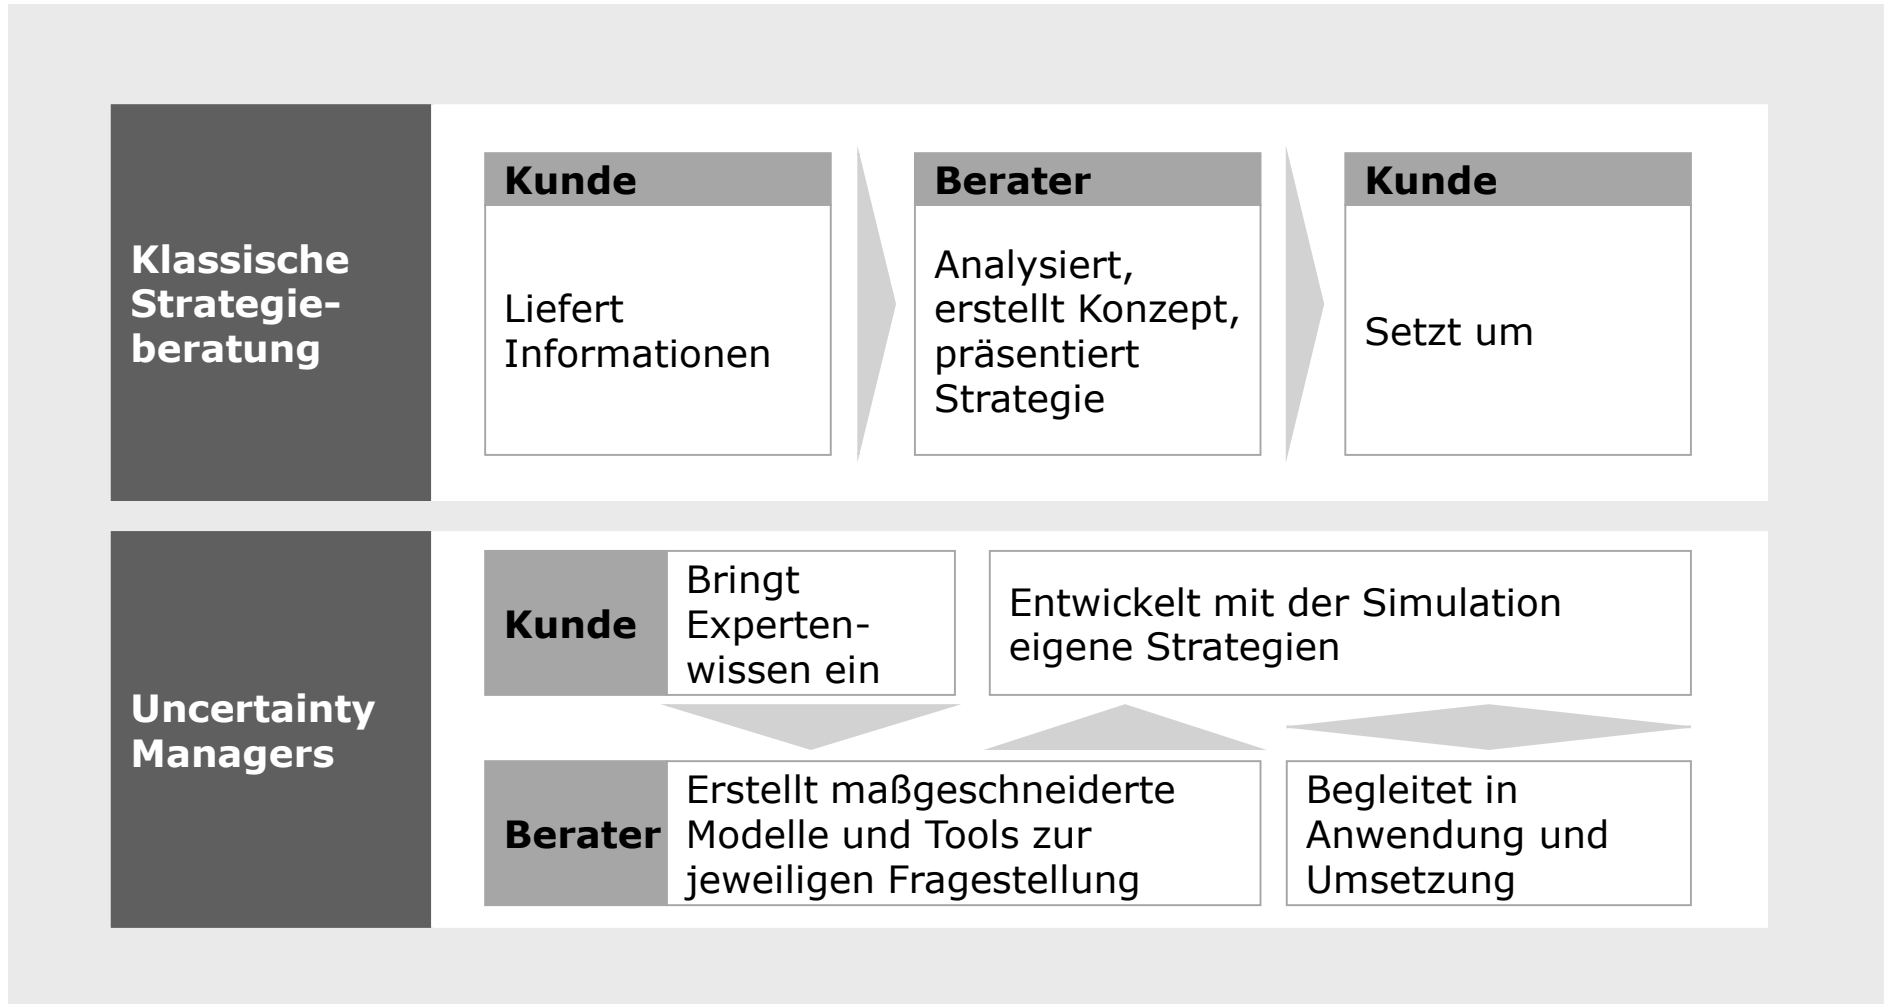 Klassische
Strategie-
beratung
Kunde
Liefert
Informationen
Berater
Analysiert,
erstellt Konzept,
präsentiert
Strategie
Kunde
Setzt um
Uncertainty
Managers
Kunde
Bringt
Experten-
wissen ein
Entwickelt mit der Simulation
eigene Strategien
Berater
Erstellt maßgeschneiderte
Modelle und Tools zur
jeweiligen Fragestellung
Begleitet in
Anwendung und
Umsetzung